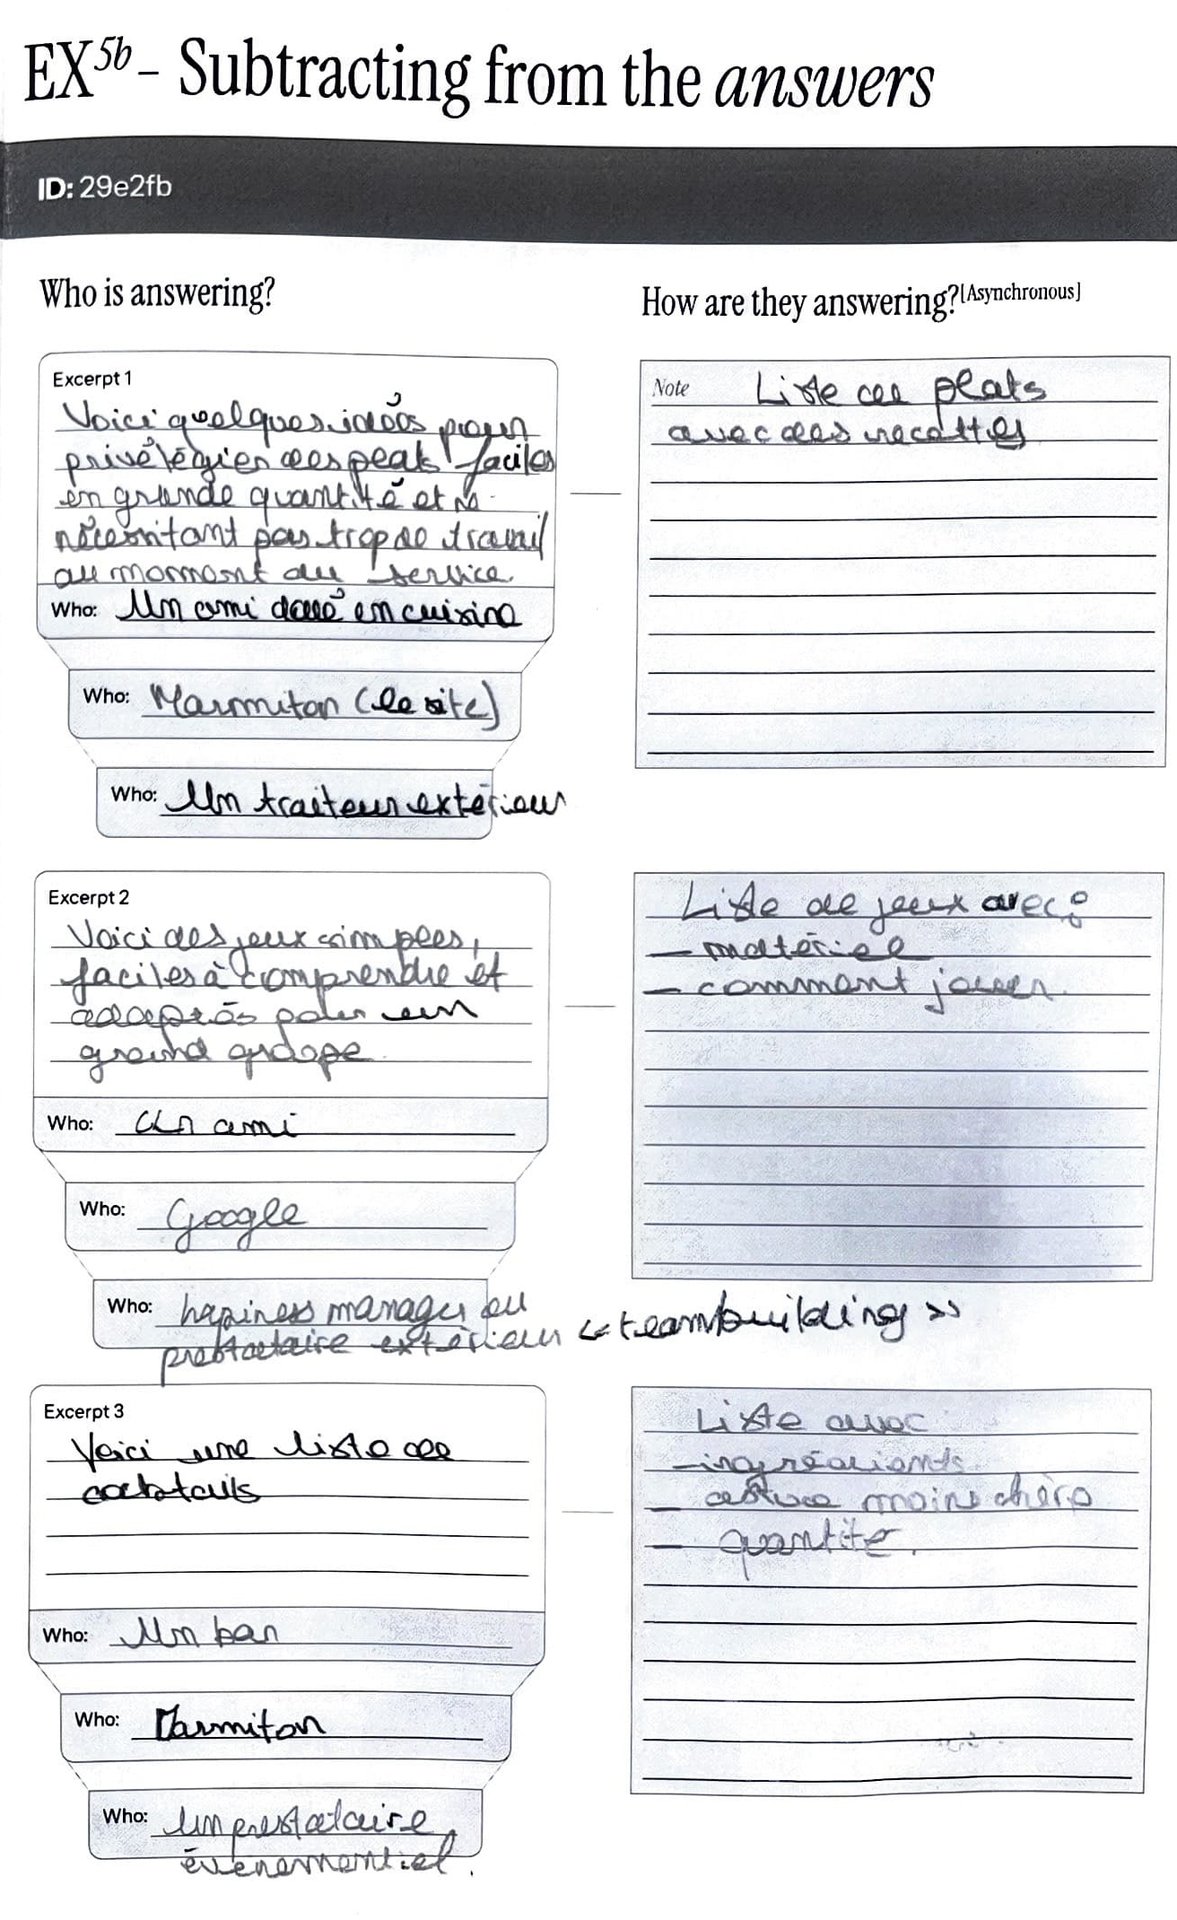 EX5b - Subtracting from the answers
ID: 29e2fb
Who is answering?
How are they answering?[Asynchronous]
Excerpt 1
Voici quelques idées pour
privilégier des plats faciles
en grande quantité et ne
nécessitant pas trop de travail
au moment du service.
Who: Un ami doué en cuisine
Who: Marmiton (le site)
Who: Un traiteur extérieur
Note Liste de plats
avec des recettes
Excerpt 2
Voici des jeux simples,
faciles à comprendre et
adaptés pour un
grand groupe
Who: Un ami
Who: Google
Who: hapiness manager ou
prestataire extérieur << teambuilding >>
Liste de jeux avec :
- matériel
- comment jouer.
Excerpt 3
Voici une liste de
cocktails
Who: Un bar
Who: Marmiton
Who: Un prestataire
évènementiel.
Liste avec
- ingrédients
- astuce moins chère
- quantité.